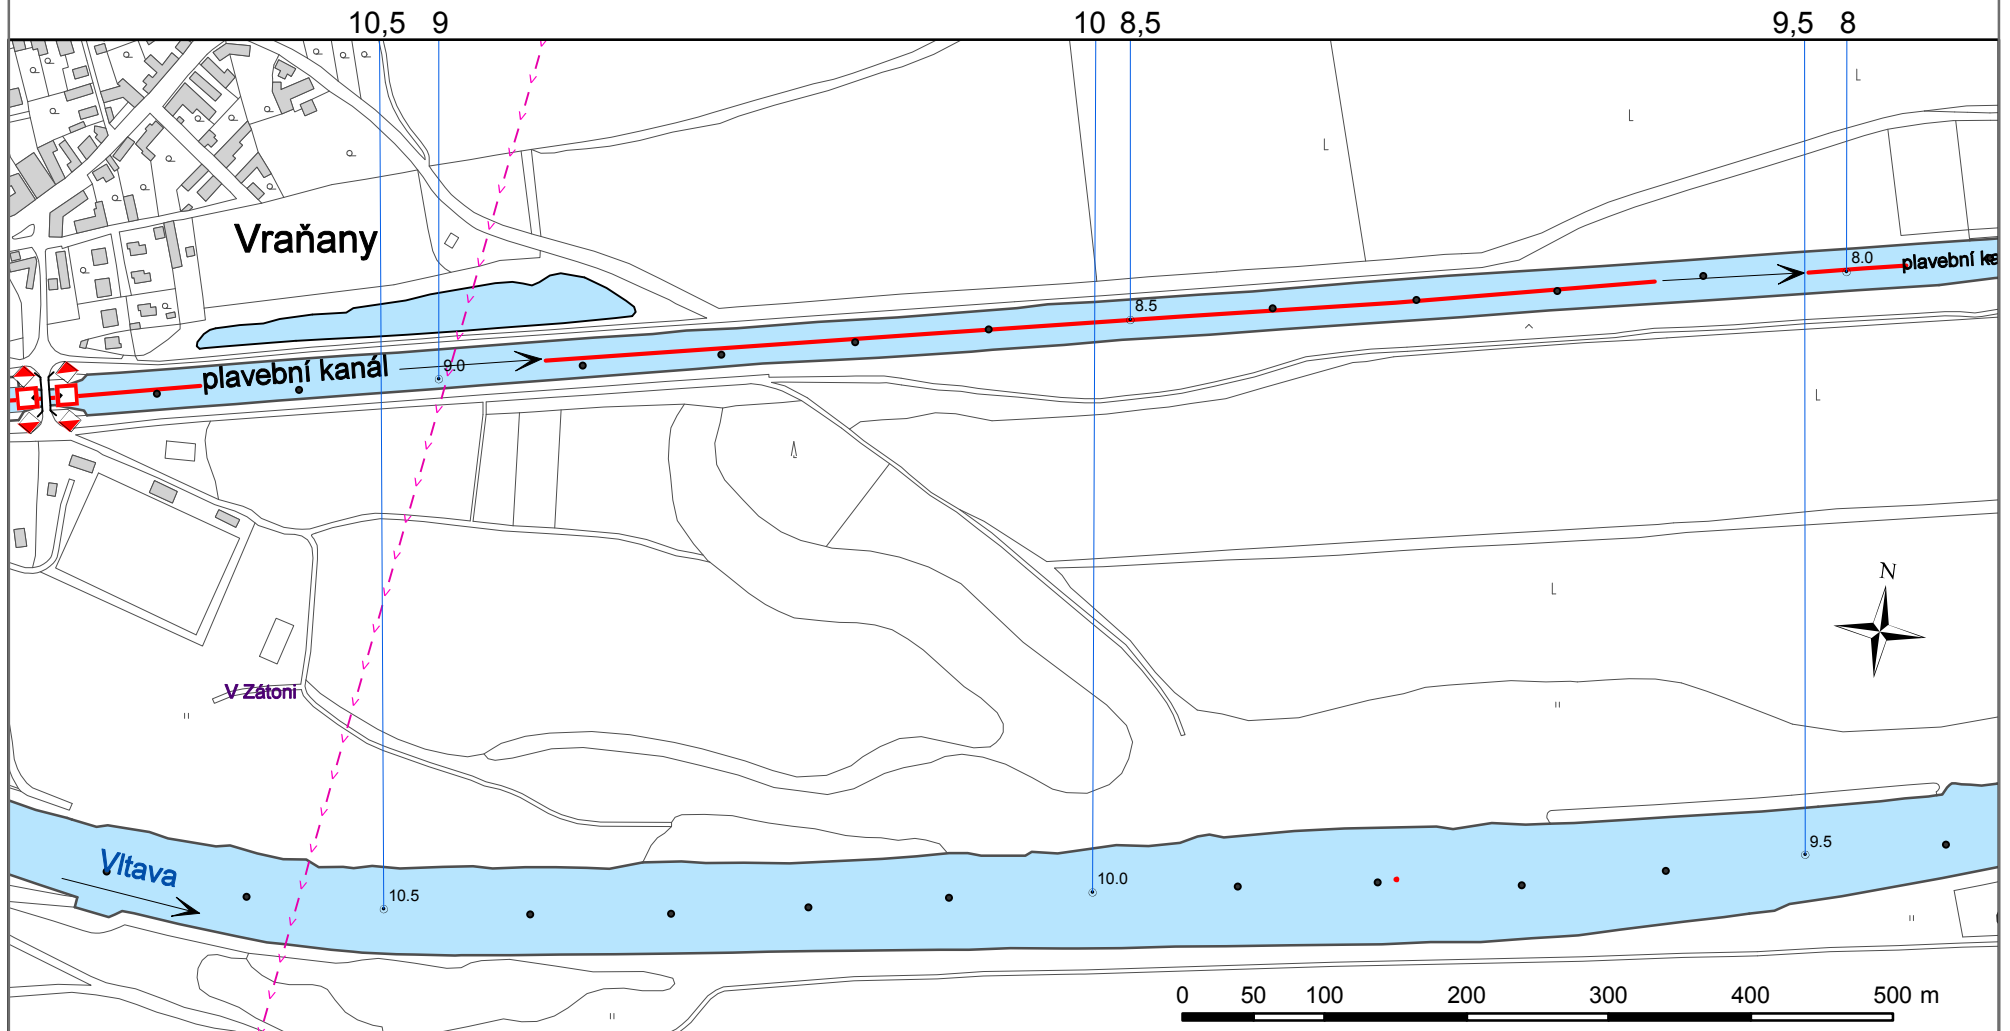 10,5 9 10 8,5 9,5 8
Vraňany
8.0
plavební ka
8.5
9.0
plavební kanál
N
V Zátoni
9.5
Vltava
10.0
10.5
0 50 100 200 300 400 500 m